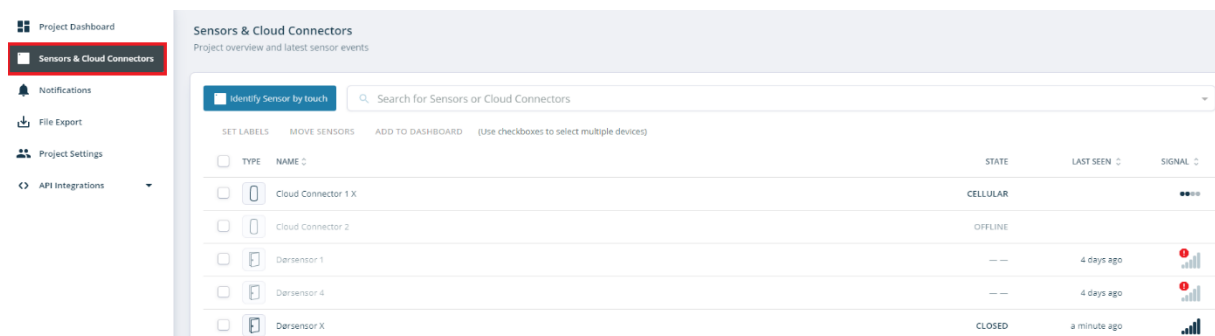 Project Dashboard
Sensors & Cloud Connectors
Notifications
File Export
Project Settings
API Integrations
Sensors & Cloud Connectors
Project overview and latest sensor events
Identify Sensor by touch
Search for Sensors or Cloud Connectors
SET LABELS MOVE SENSORS ADD TO DASHBOARD (Use checkboxes to select multiple devices)
TYPE NAME STATE LAST SEEN SIGNAL
Cloud Connector 1 X CELLULAR
Cloud Connector 2 OFFLINE
Dørsensor 1 — — 4 days ago
Dørsensor 4 — — 4 days ago
Dørsensor X CLOSED a minute ago